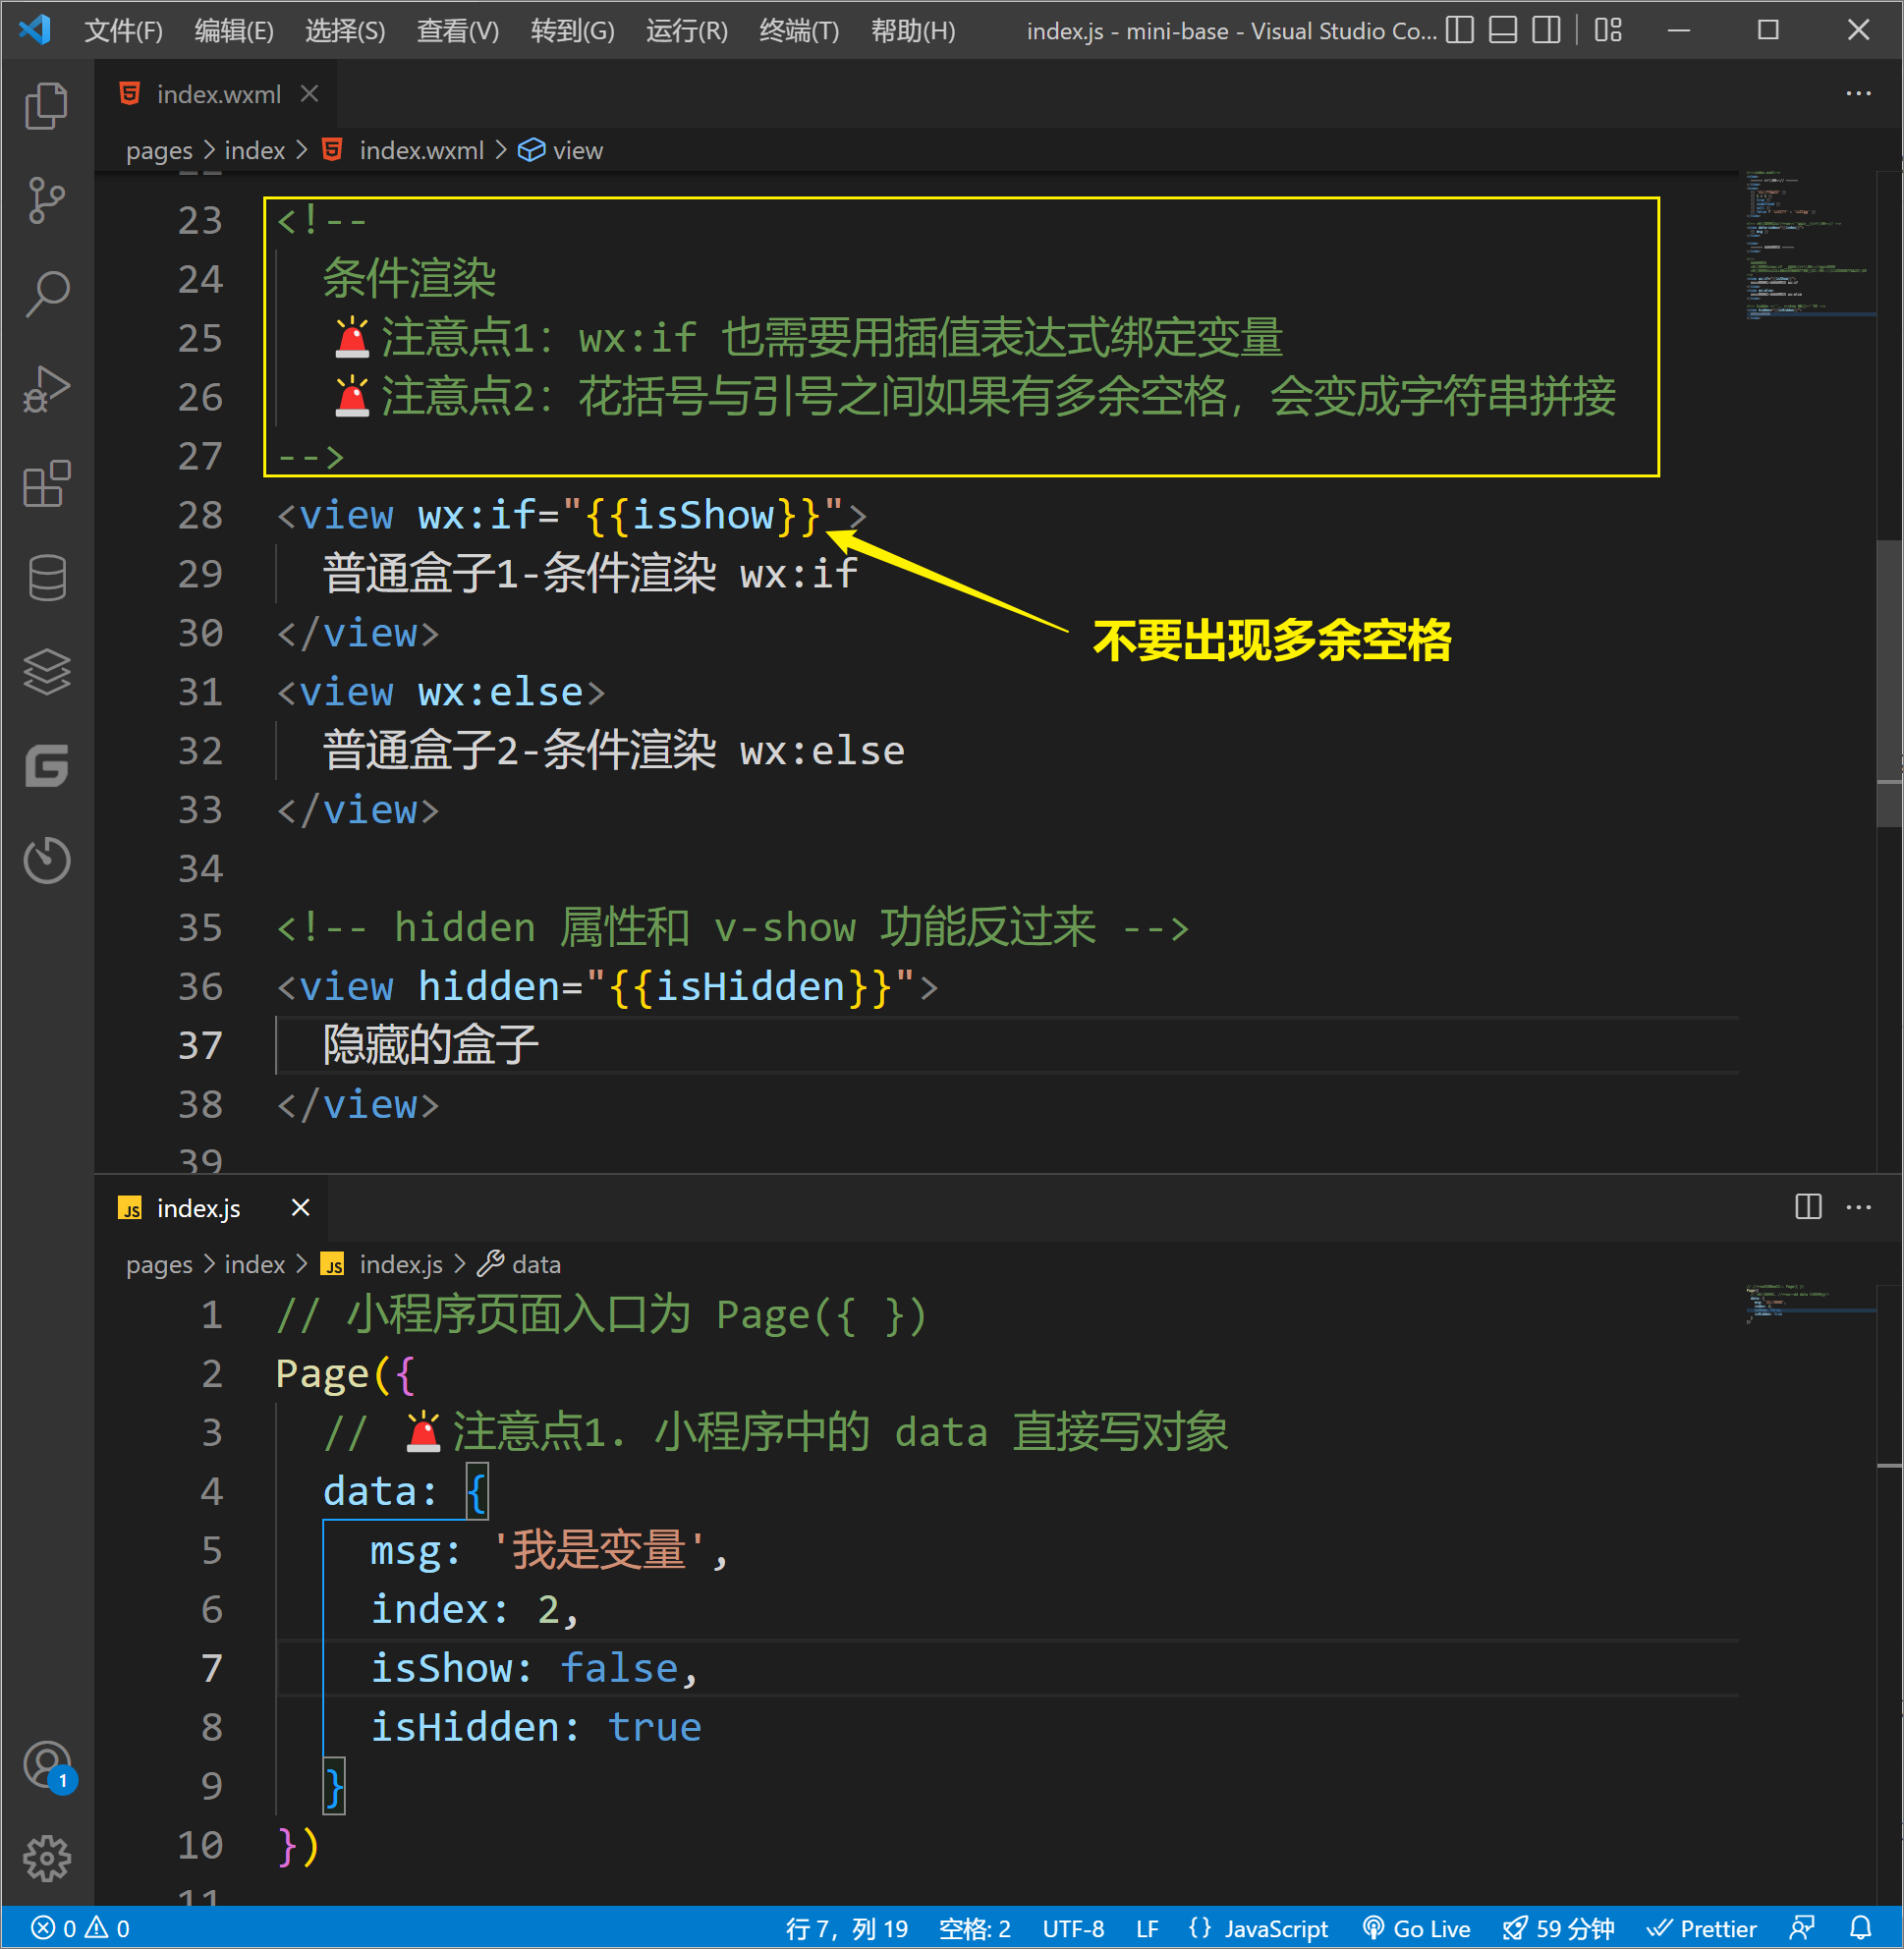 文件(F) 编辑(E) 选择(S) 查看(V) 转到(G) 运行(R) 终端(T) 帮助(H) index.js - mini-base - Visual Studio Co...
index.wxml
pages > index > index.wxml > view
23 <!--
24 条件渲染
25 🚨注意点1: wx:if 也需要用插值表达式绑定变量
26 🚨注意点2: 花括号与引号之间如果有多余空格, 会变成字符串拼接
27 -->
28 <view wx:if="{{isShow}}">
29 普通盒子1-条件渲染 wx:if
不要出现多余空格
30 </view>
31 <view wx:else>
32 普通盒子2-条件渲染 wx:else
33 </view>
34
35 <!-- hidden 属性和 v-show 功能反过来 -->
36 <view hidden="{{isHidden}}">
37 隐藏的盒子
38 </view>
39
JS index.js
pages > index > JS index.js > data
1 // 小程序页面入口为 Page({ })
2 Page({
3 // 🚨注意点1. 小程序中的 data 直接写对象
4 data: {
5 msg: '我是变量',
6 index: 2,
7 isShow: false,
8 isHidden: true
9 }
10 })
11
1
0 0 行 7, 列 19 空格: 2 UTF-8 LF {} JavaScript Go Live 59 分钟 Prettier